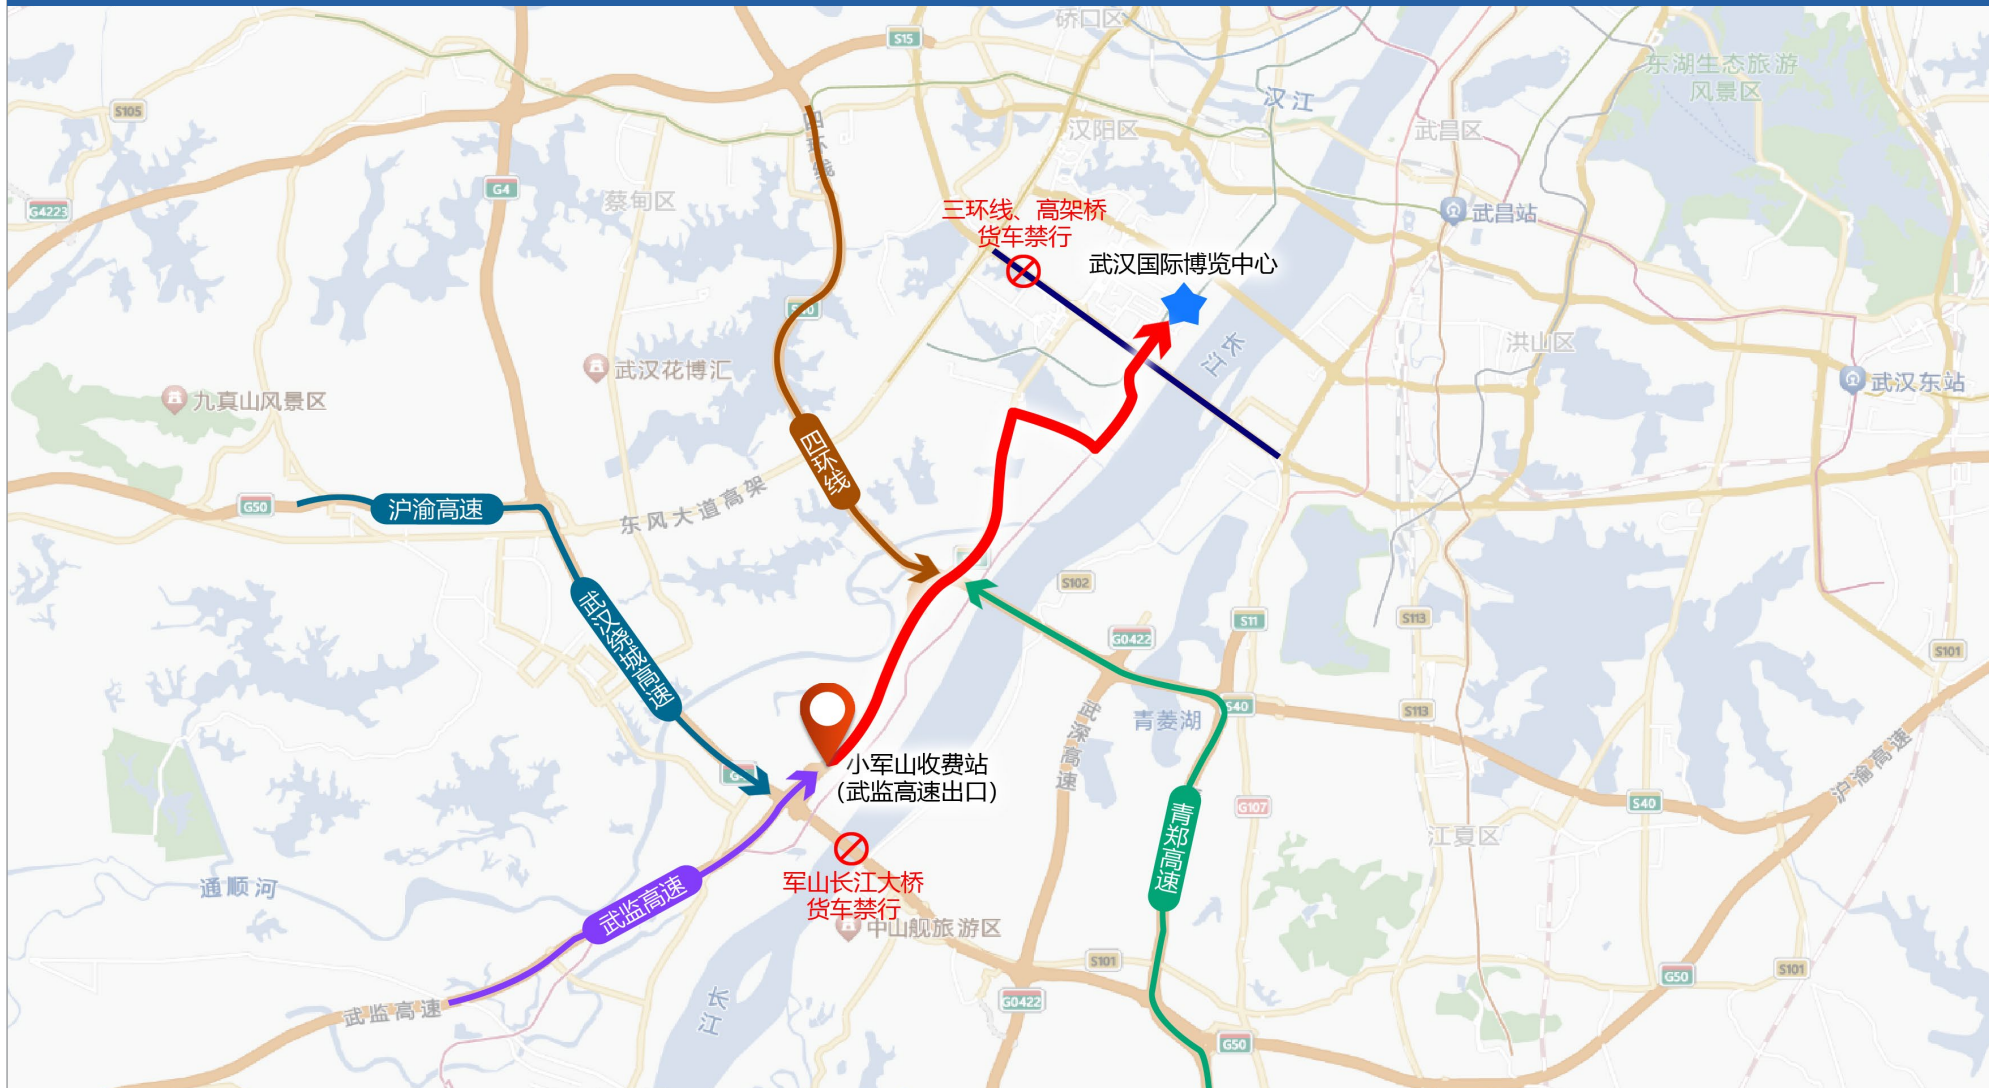 硚口区
S15
东湖生态旅游
风景区
S105
汉江
汉阳区
武昌区
四环线
G4
蔡甸区
G4223
三环线、高架桥
货车禁行
武昌站
武汉国际博览中心
长江
洪山区
武汉花博汇
武汉东站
九真山风景区
四环线
G50
沪渝高速
东风大道高架
S102
武汉绕城高速
S11
S113
G0422
S101
武深高速
青菱湖
S40
S113
沪渝高速
小军山收费站
(武监高速出口)
青郑高速
G107
S40
江夏区
军山长江大桥
货车禁行
通顺河
武监高速
中山舰旅游区
S101
S101
G50
G0422
武监高速
长江
G50